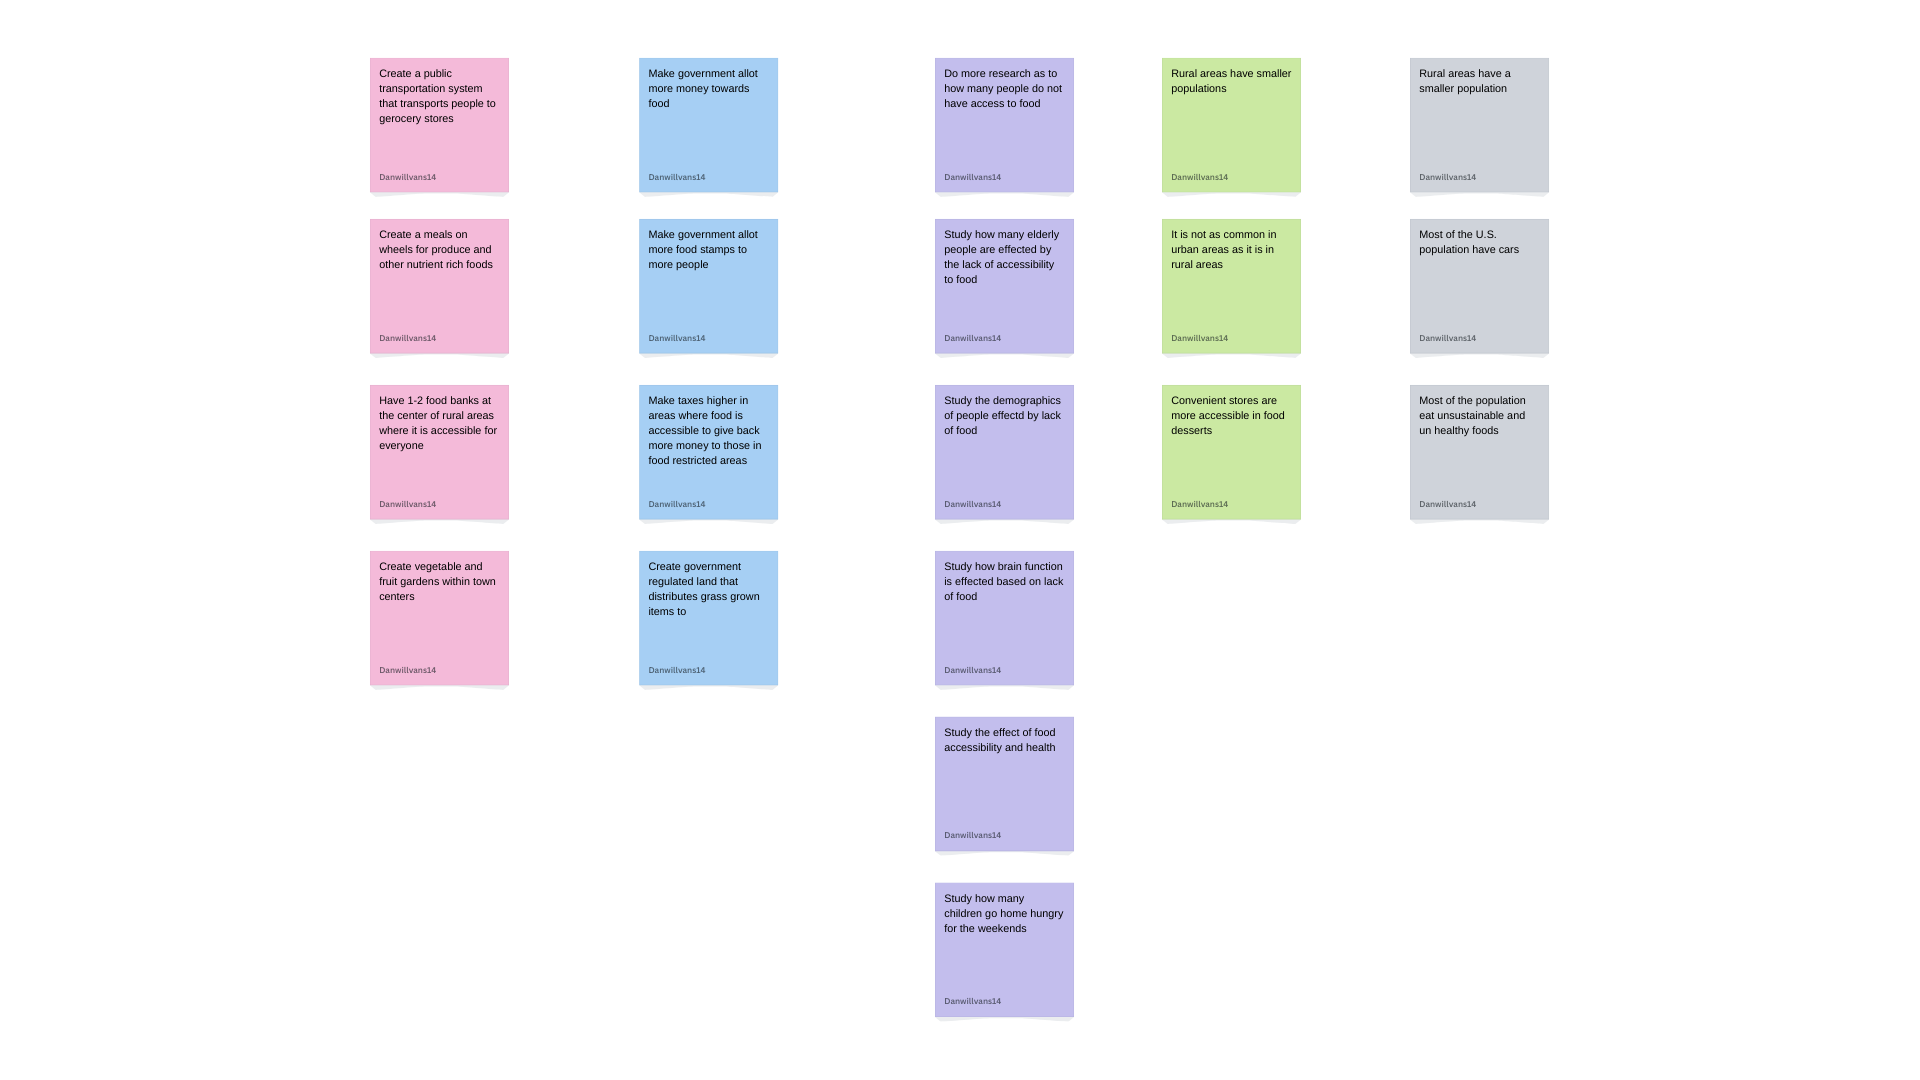 Create a public
transportation system
that transports people to
gerocery stores
Danwillvans14
Create a meals on
wheels for produce and
other nutrient rich foods
Danwillvans14
Have 1-2 food banks at
the center of rural areas
where it is accessible for
everyone
Danwillvans14
Create vegetable and
fruit gardens within town
centers
Danwillvans14
Make government allot
more money towards
food
Danwillvans14
Make government allot
more food stamps to
more people
Danwillvans14
Make taxes higher in
areas where food is
accessible to give back
more money to those in
food restricted areas
Danwillvans14
Create government
regulated land that
distributes grass grown
items to
Danwillvans14
Do more research as to
how many people do not
have access to food
Danwillvans14
Study how many elderly
people are effected by
the lack of accessibility
to food
Danwillvans14
Study the demographics
of people effectd by lack
of food
Danwillvans14
Study how brain function
is effected based on lack
of food
Danwillvans14
Study the effect of food
accessibility and health
Danwillvans14
Study how many
children go home hungry
for the weekends
Danwillvans14
Rural areas have smaller
populations
Danwillvans14
It is not as common in
urban areas as it is in
rural areas
Danwillvans14
Convenient stores are
more accessible in food
desserts
Danwillvans14
Rural areas have a
smaller population
Danwillvans14
Most of the U.S.
population have cars
Danwillvans14
Most of the population
eat unsustainable and
un healthy foods
Danwillvans14